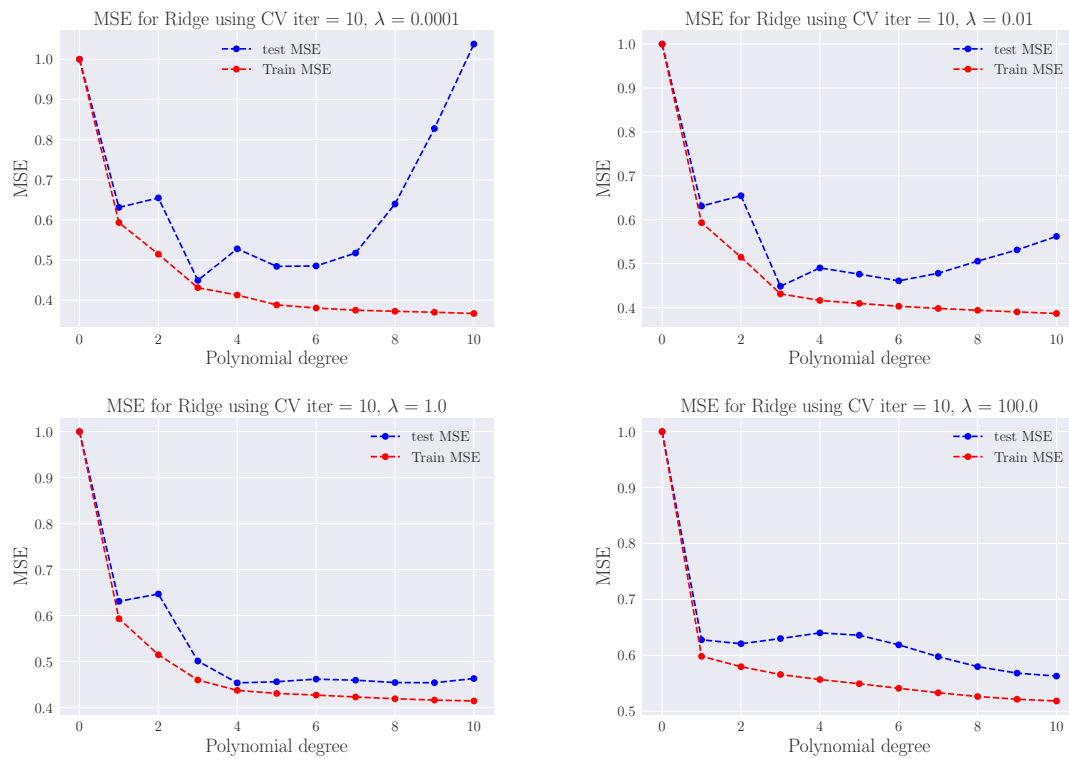 MSE for Ridge using CV iter = 10, λ = 0.0001
test MSE
Train MSE
MSE
1.0
0.9
0.8
0.7
0.6
0.5
0.4
0 2 4 6 8 10
Polynomial degree
MSE for Ridge using CV iter = 10, λ = 0.01
test MSE
Train MSE
MSE
1.0
0.9
0.8
0.7
0.6
0.5
0.4
0 2 4 6 8 10
Polynomial degree
MSE for Ridge using CV iter = 10, λ = 1.0
test MSE
Train MSE
MSE
1.0
0.9
0.8
0.7
0.6
0.5
0.4
0 2 4 6 8 10
Polynomial degree
MSE for Ridge using CV iter = 10, λ = 100.0
test MSE
Train MSE
MSE
1.0
0.9
0.8
0.7
0.6
0.5
0 2 4 6 8 10
Polynomial degree